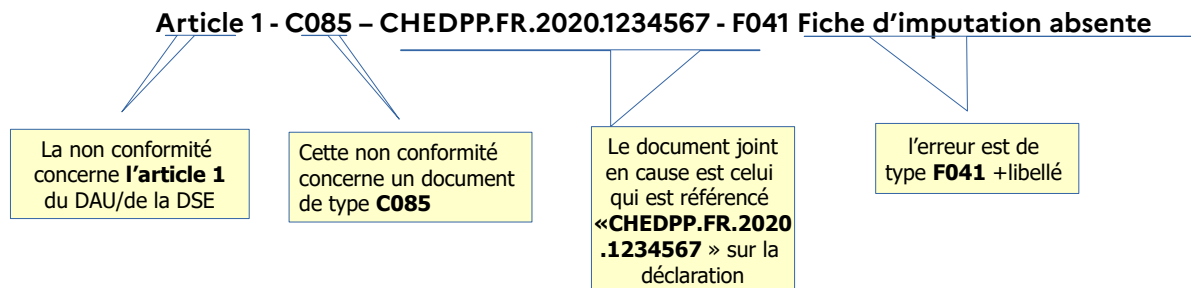 Article 1 - C085 – CHEDPP.FR.2020.1234567 - F041 Fiche d’imputation absente
La non conformité
concerne l’article 1
du DAU/de la DSE
Cette non conformité
concerne un document
de type C085
Le document joint
en cause est celui
qui est référencé
«CHEDPP.FR.2020
.1234567 » sur la
déclaration
l’erreur est de
type F041 +libellé